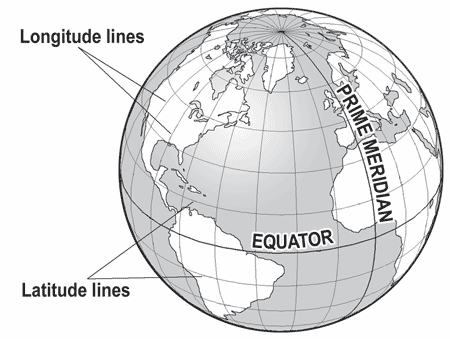 Longitude lines
PRIME MERIDIAN
EQUATOR
Latitude lines